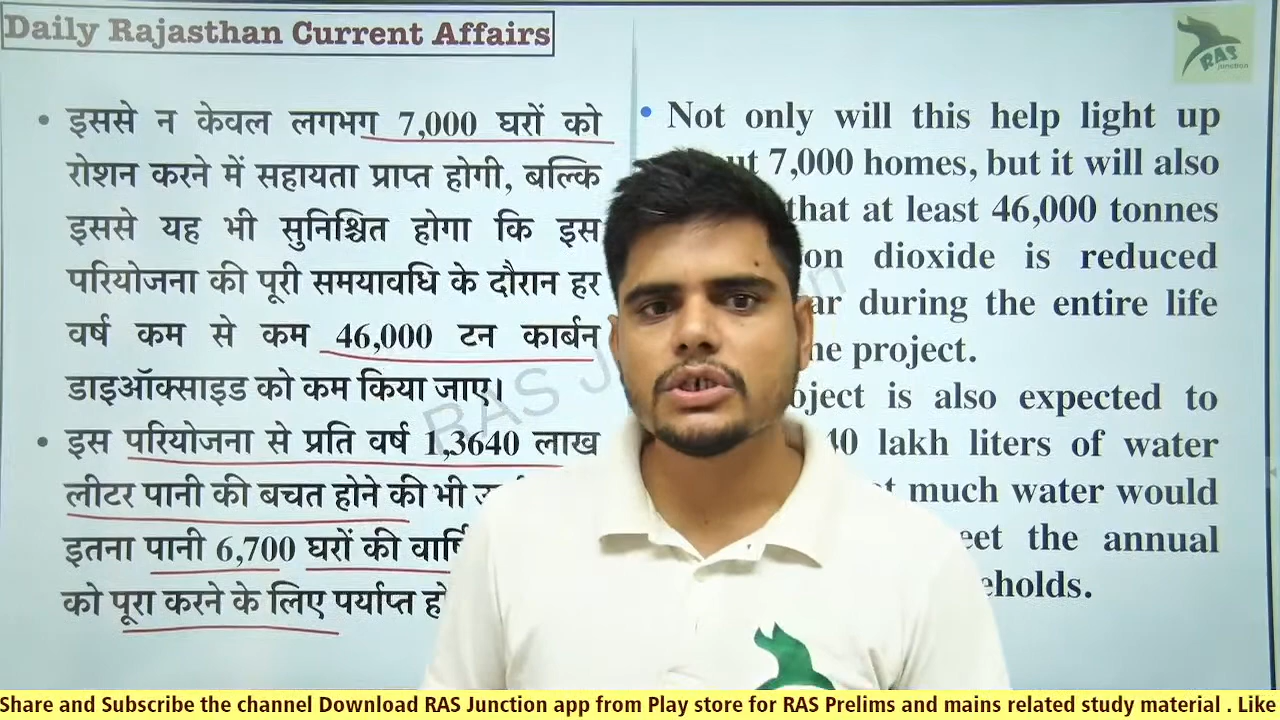 Daily Rajasthan Current Affairs
RAS
junction
• इससे न केवल लगभग 7,000 घरों को
रोशन करने में सहायता प्राप्त होगी, बल्कि
इससे यह भी सुनिश्चित होगा कि इस
परियोजना की पूरी समयावधि के दौरान हर
वर्ष कम से कम 46,000 टन कार्बन
डाइऑक्साइड को कम किया जाए।
• इस परियोजना से प्रति वर्ष 1,3640 लाख
लीटर पानी की बचत होने की भी
इतना पानी 6,700 घरों की
को पूरा करने के लिए पर्याप्त
• Not only will this help light up
7,000 homes, but it will also
that at least 46,000 tonnes
dioxide is reduced
during the entire life
project.
is also expected to
lakh liters of water
much water would
the annual
RAS
Share and Subscribe the channel Download RAS Junction app from Play store for RAS Prelims and mains related study material . Like